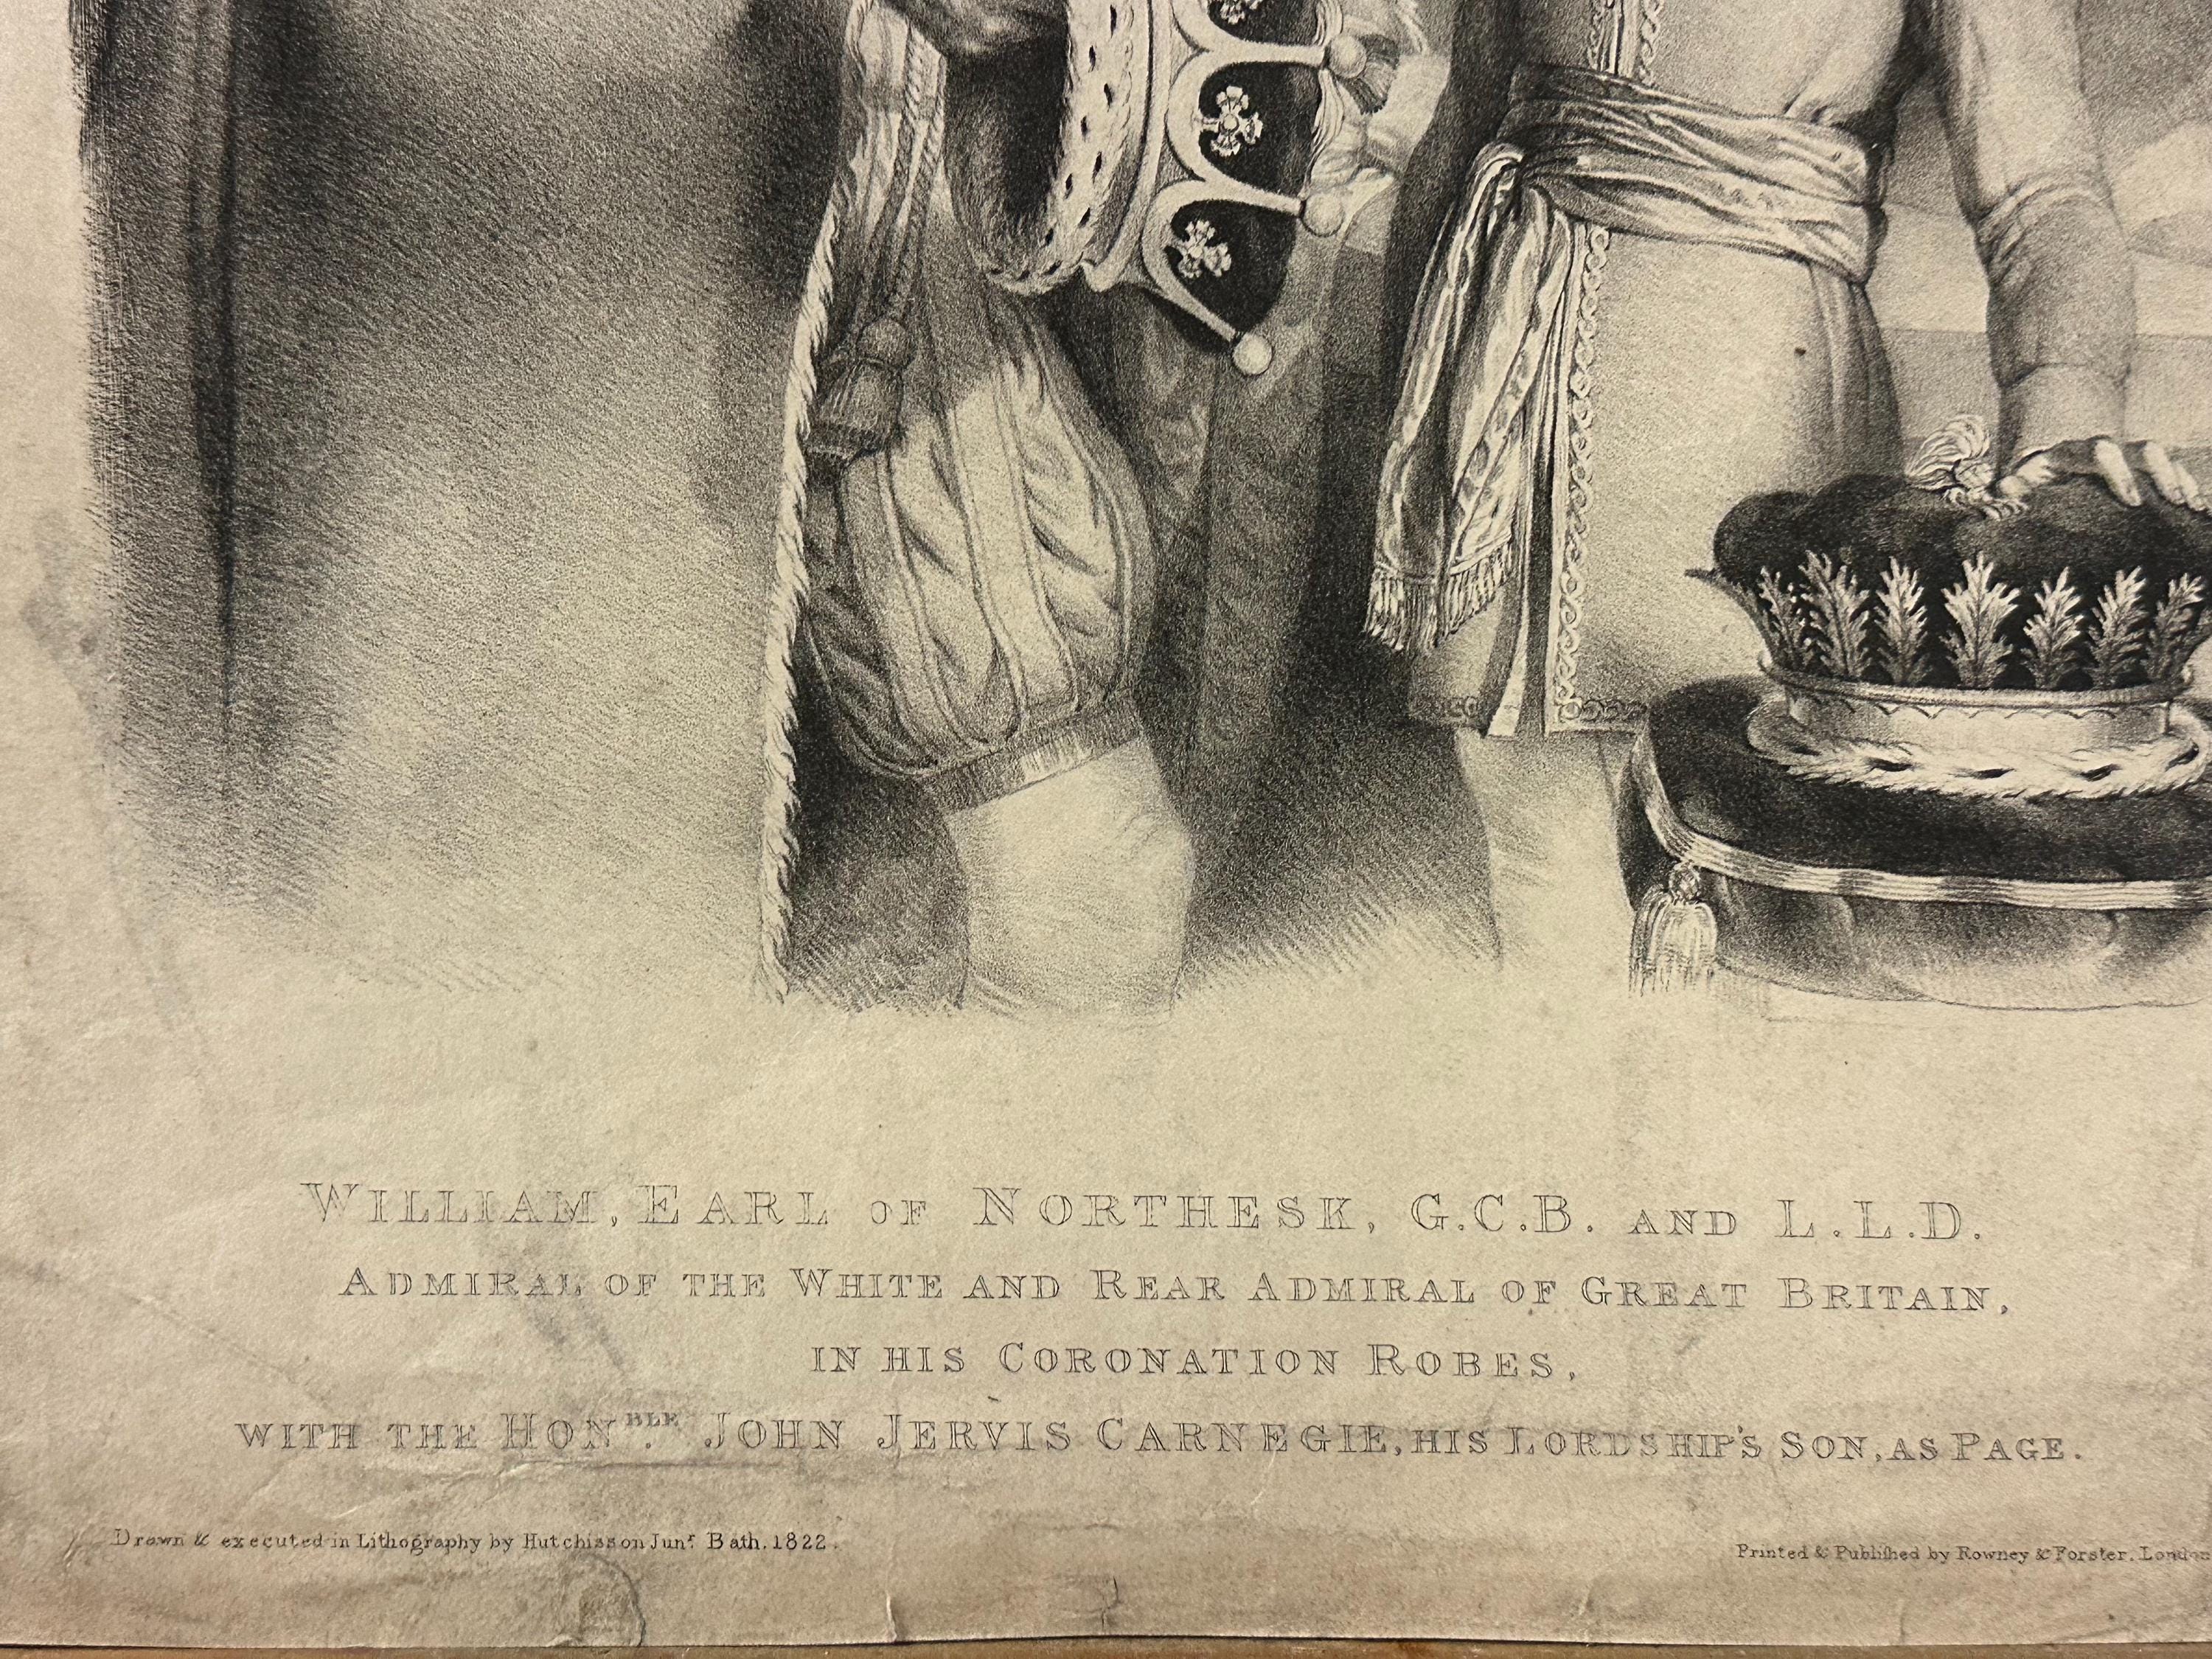 WILLIAM, EARL OF NORTHESK, G.C.B. AND L.L.D.
ADMIRAL OF THE WHITE AND REAR ADMIRAL OF GREAT BRITAIN,
IN HIS CORONATION ROBES,
WITH THE HON.BLE JOHN JERVIS CARNEGIE, HIS LORDSHIP'S SON, AS PAGE.
Drawn & executed in Lithography by Hutchisson Junr. Bath. 1822.
Printed & Publiſhed by Rowney & Forster. London